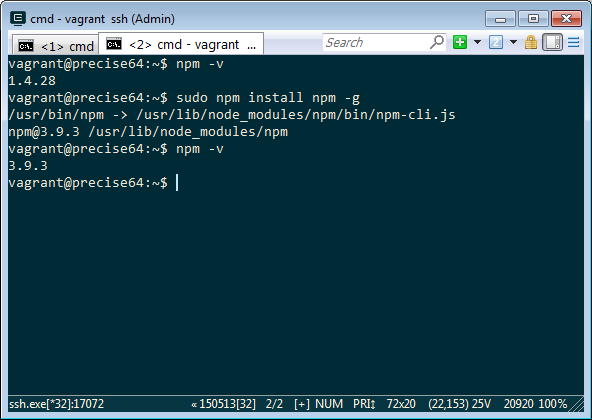 cmd - vagrant ssh (Admin)
<1> cmd
<2> cmd - vagrant ...
Search
vagrant@precise64:~$ npm -v
1.4.28
vagrant@precise64:~$ sudo npm install npm -g
/usr/bin/npm -> /usr/lib/node_modules/npm/bin/npm-cli.js
npm@3.9.3 /usr/lib/node_modules/npm
vagrant@precise64:~$ npm -v
3.9.3
vagrant@precise64:~$
ssh.exe[*32]:17072 «150513[32] 2/2 [+] NUM PRI↕ 72x20 (22,153) 25V 20920 100%